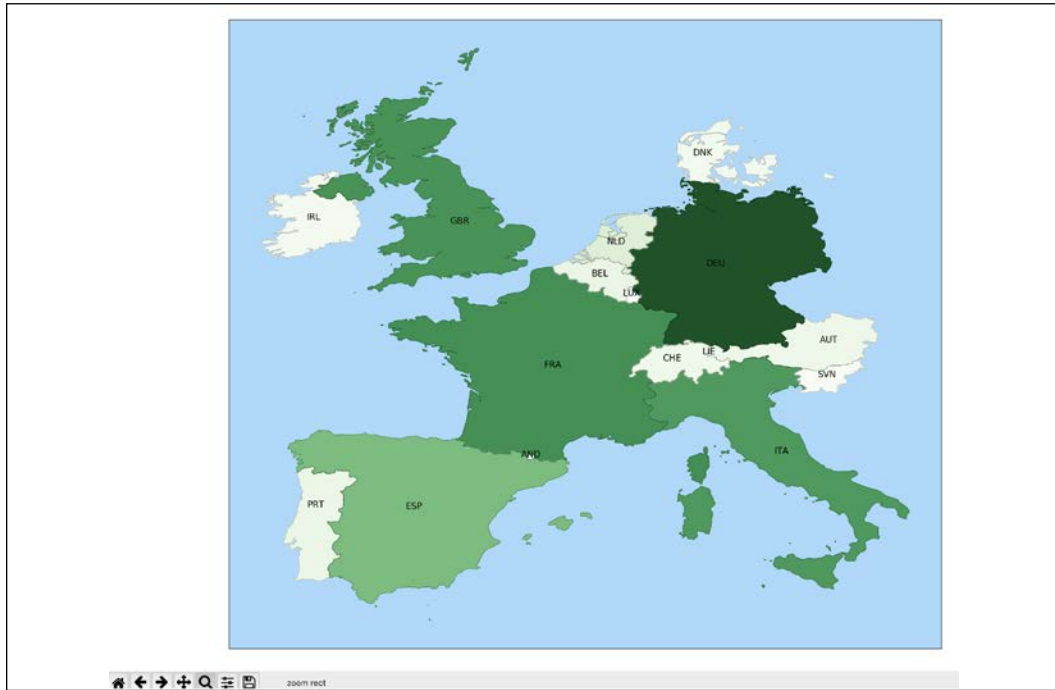 DNK
IRL
GBR
NLD
BEL
DEU
LUX
AUT
LIE
CHE
FRA
SVN
ITA
AND
PRT
ESP
zoom rect